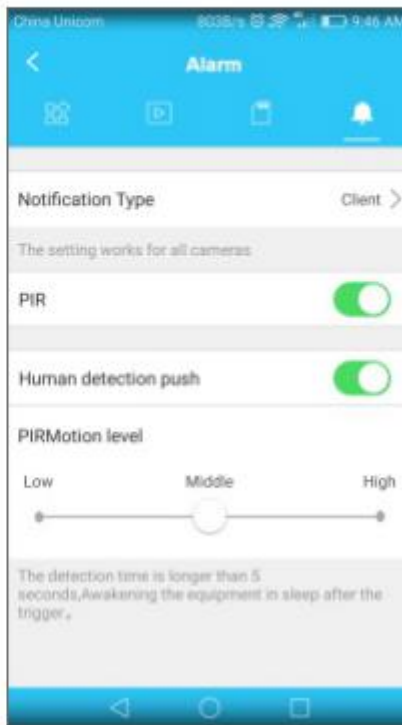 China Unicom 803B/s 9:46 AM
Alarm
Notification Type Client
The setting works for all cameras
PIR
Human detection push
PIRMotion level
Low Middle High
The detection time is longer than 5
seconds,Awakening the equipment in sleep after the
trigger。